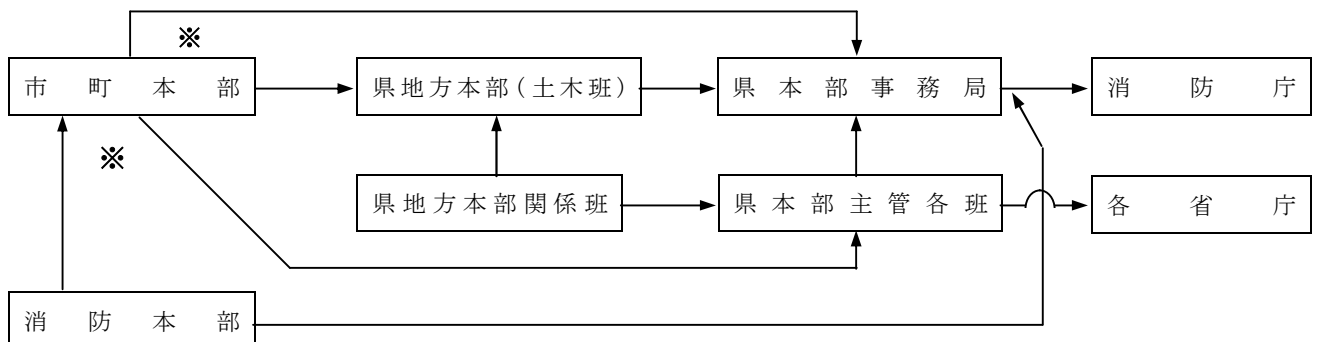 ※
市町本部
県地方本部(土木班)
県本部事務局
消防庁
※
県地方本部関係班
県本部主管各班
各省庁
消防本部